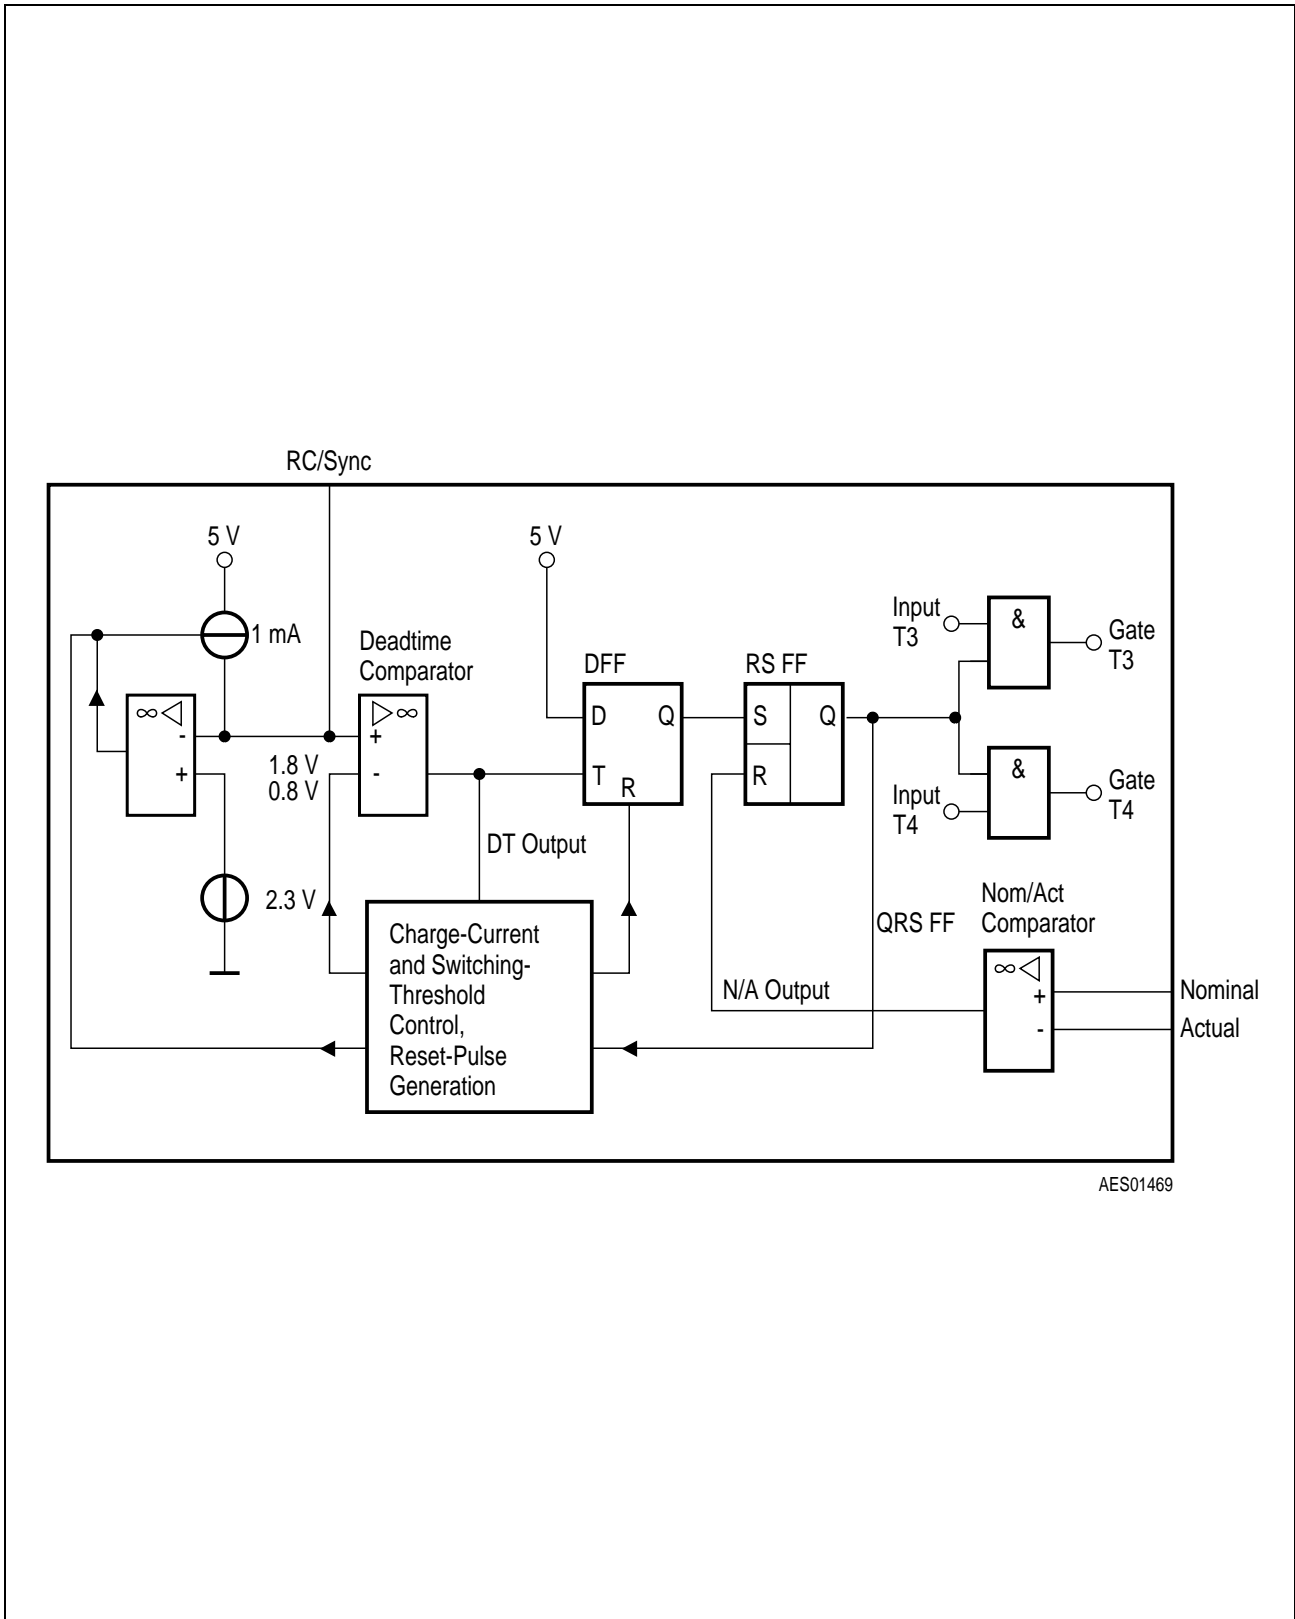 RC/Sync
5 V
5 V
1 mA
Deadtime
Comparator
DFF
RS FF
Input
T3
&
Gate
T3
∞
-
+
1.8 V
0.8 V
∞
+
-
D
Q
T
R
S
Q
R
&
Input
T4
Gate
T4
DT Output
2.3 V
Charge-Current
and Switching-
Threshold
Control,
Reset-Pulse
Generation
QRS FF
Nom/Act
Comparator
N/A Output
∞
+
-
Nominal
Actual
AES01469